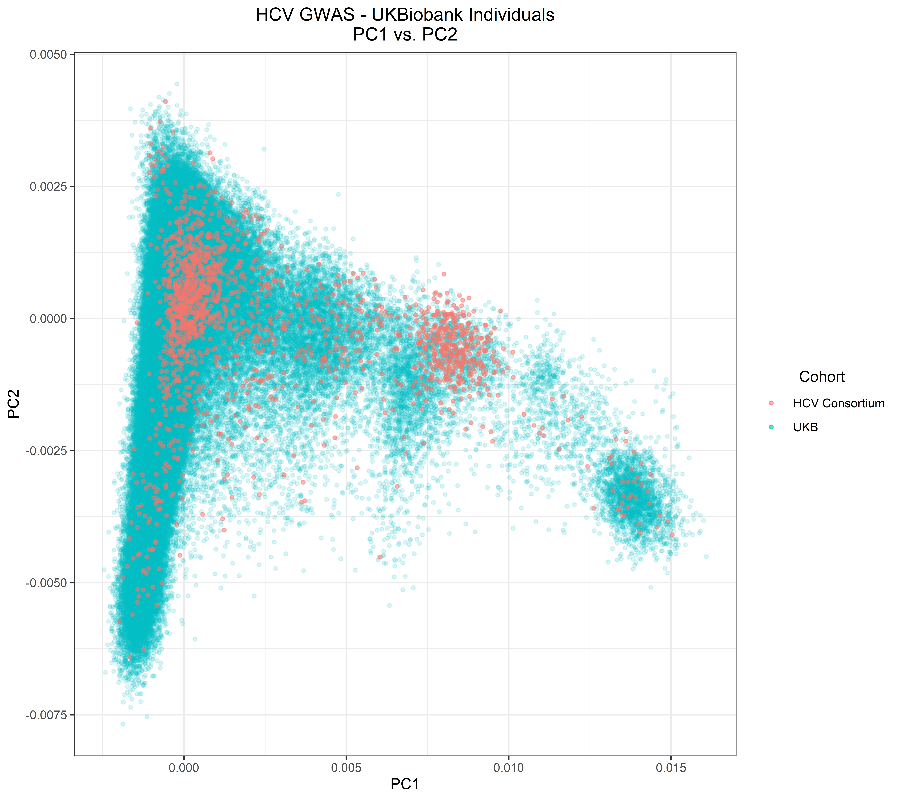 HCV GWAS - UKBiobank Individuals
PC1 vs. PC2
0.0050
0.0025
0.0000
-0.0025
-0.0050
-0.0075
PC2
0.000
0.005
0.010
0.015
PC1
Cohort
HCV Consortium
UKB